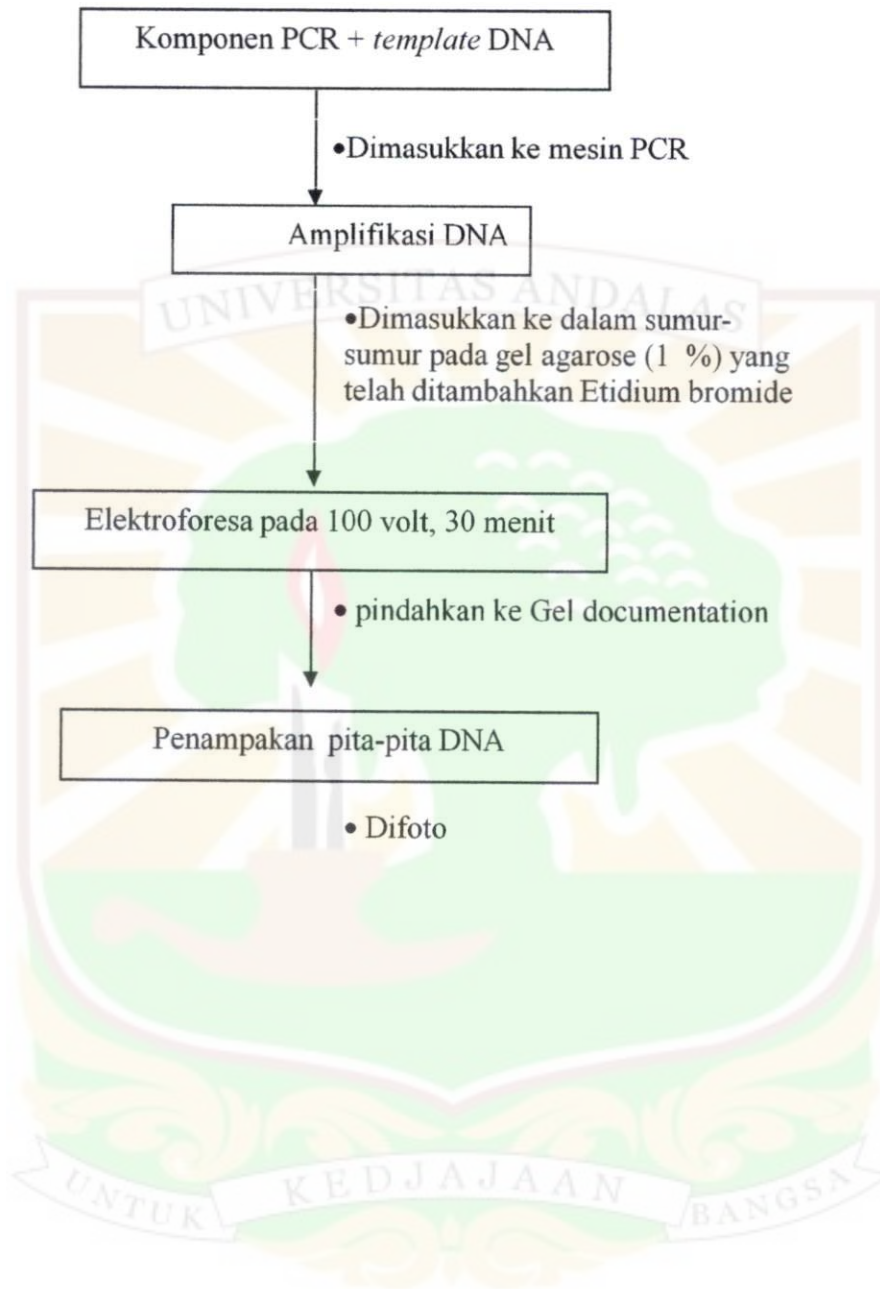 Komponen PCR + template DNA
•Dimasukkan ke mesin PCR
Amplifikasi DNA
UNIVERSITAS ANDALAS
•Dimasukkan ke dalam sumur-
sumur pada gel agarose (1 %) yang
telah ditambahkan Etidium bromide
Elektroforesa pada 100 volt, 30 menit
• pindahkan ke Gel documentation
Penampakan pita-pita DNA
• Difoto
UNTUK KEDJAJAAN BANGSA